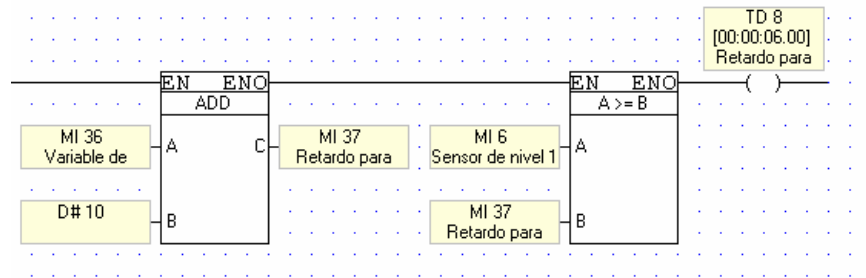 TD 8
[00:00:06.00]
Retardo para
EN ENO
ADD
MI 36
Variable de
A
C
MI 37
Retardo para
D# 10
B
EN ENO
A >= B
MI 6
Sensor de nivel 1
A
MI 37
Retardo para
B